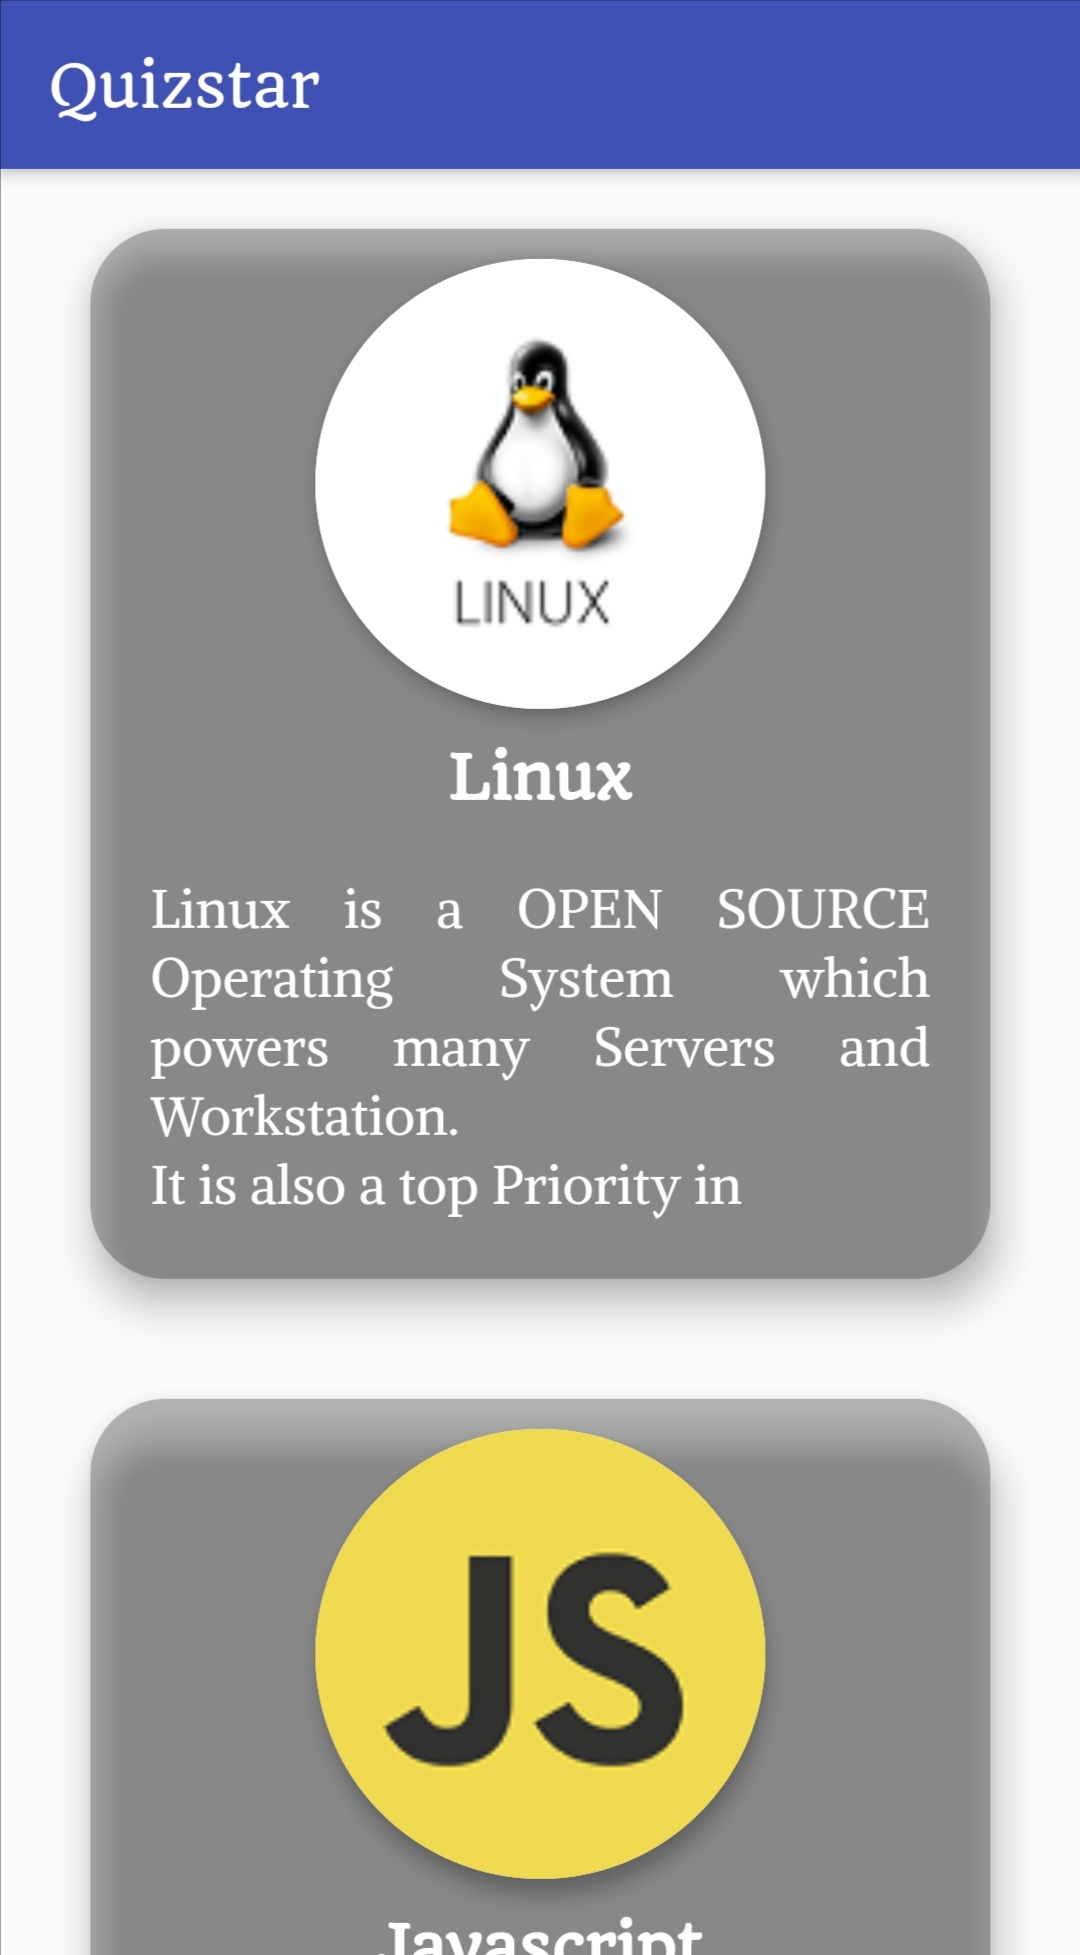 Quizstar
LINUX
Linux
Linux is a OPEN SOURCE
Operating System which
powers many Servers and
Workstation.
It is also a top Priority in
JS
Javascript